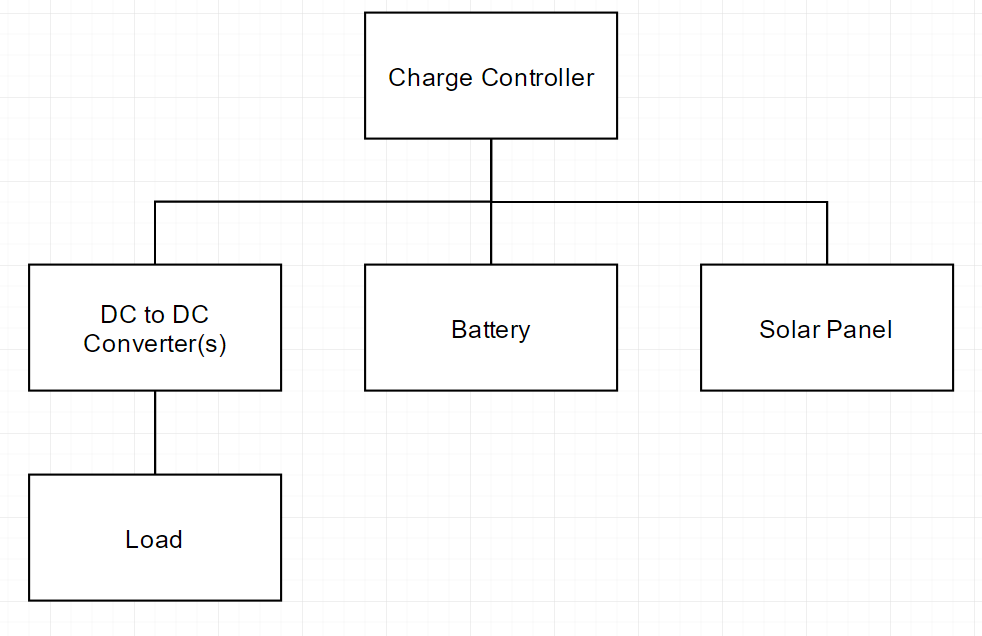 Charge Controller
DC to DC
Converter(s)
Battery
Solar Panel
Load